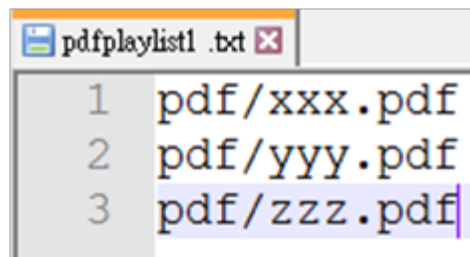 pdfplaylist1 .txt
1 pdf/xxx.pdf
2 pdf/yyy.pdf
3 pdf/zzz.pdf